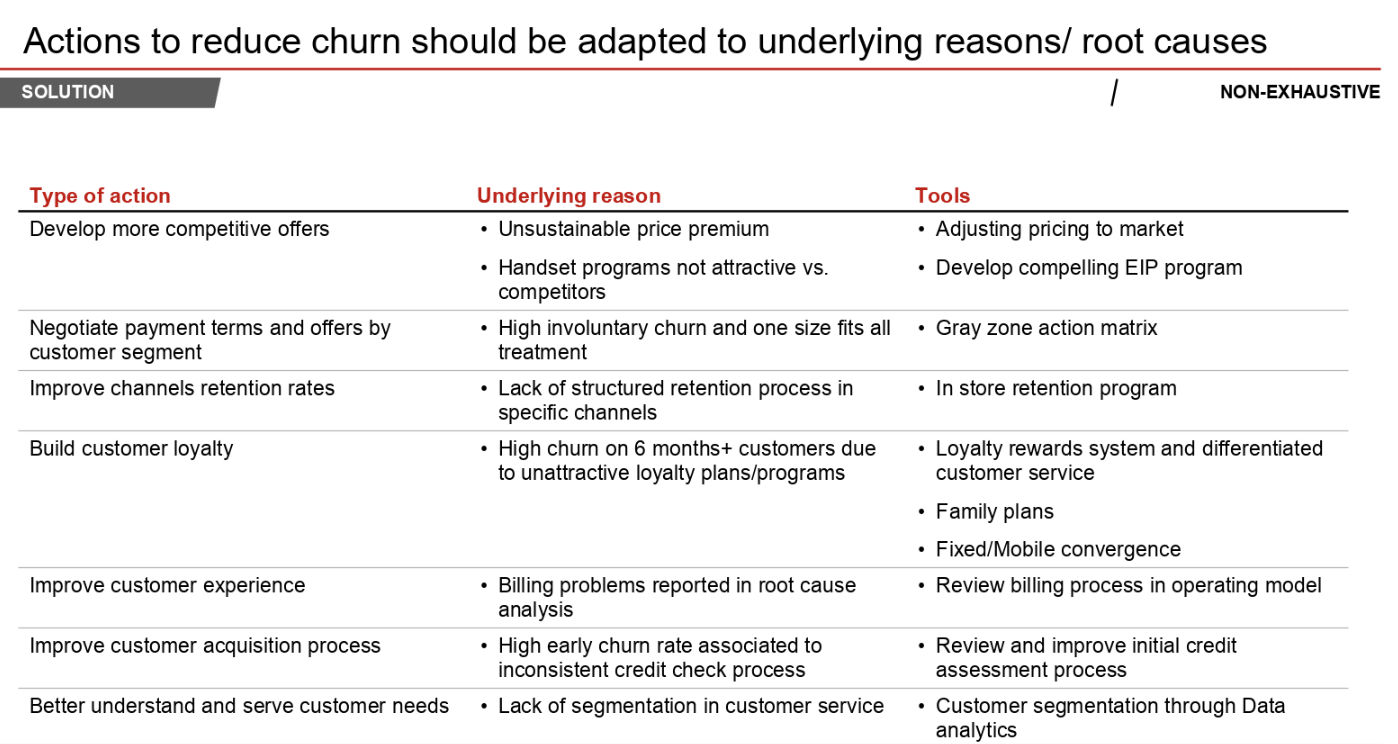 Actions to reduce churn should be adapted to underlying reasons/ root causes
SOLUTION
NON-EXHAUSTIVE
Type of action Underlying reason Tools
Develop more competitive offers • Unsustainable price premium • Adjusting pricing to market
• Handset programs not attractive vs. • Develop compelling EIP program
competitors
Negotiate payment terms and offers by • High involuntary churn and one size fits all • Gray zone action matrix
customer segment treatment
Improve channels retention rates • Lack of structured retention process in • In store retention program
specific channels
Build customer loyalty • High churn on 6 months+ customers due • Loyalty rewards system and differentiated
to unattractive loyalty plans/programs customer service
• Family plans
• Fixed/Mobile convergence
Improve customer experience • Billing problems reported in root cause • Review billing process in operating model
analysis
Improve customer acquisition process • High early churn rate associated to • Review and improve initial credit
inconsistent credit check process assessment process
Better understand and serve customer needs • Lack of segmentation in customer service • Customer segmentation through Data
analytics